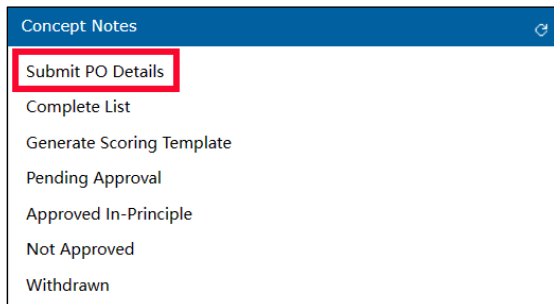 Concept Notes
Submit PO Details
Complete List
Generate Scoring Template
Pending Approval
Approved In-Principle
Not Approved
Withdrawn